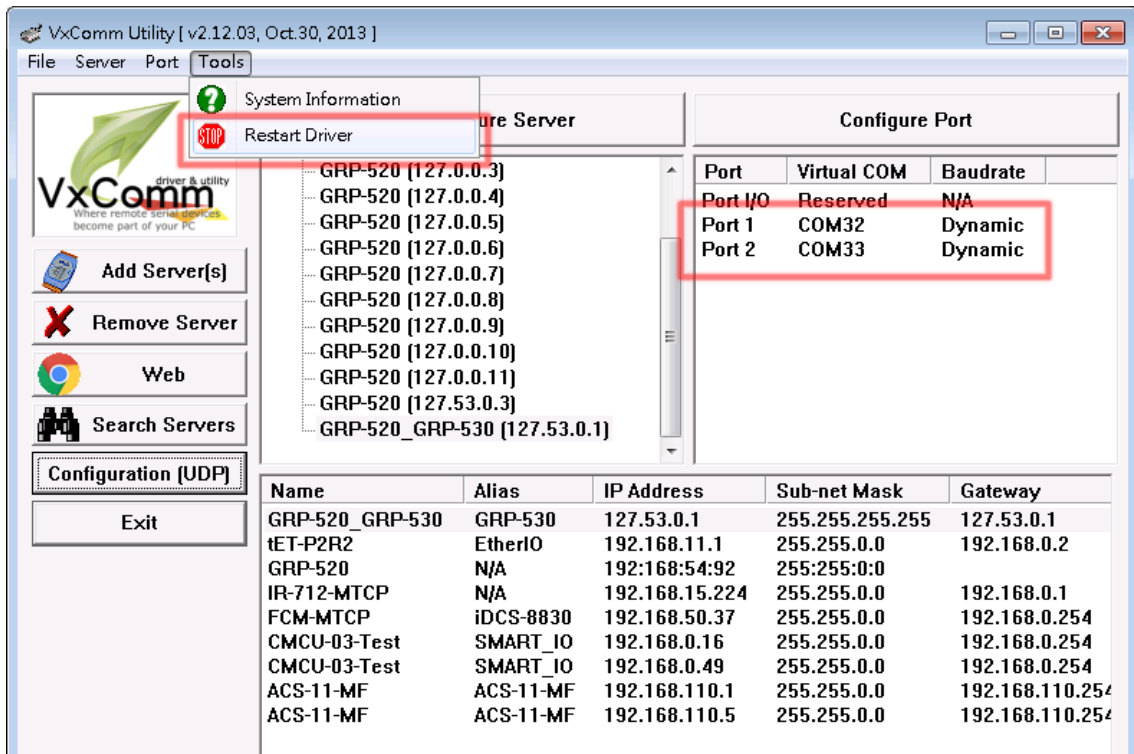 VxComm Utility [ v2.12.03, Oct.30, 2013 ]
File Server Port Tools
System Information
STOP Restart Driver
ure Server
Configure Port
driver & utility
VxComm
Where remote serial devices
become part of your PC
Add Server(s)
Remove Server
Web
Search Servers
Configuration (UDP)
Exit
GRP-520 (127.0.0.3)
GRP-520 (127.0.0.4)
GRP-520 (127.0.0.5)
GRP-520 (127.0.0.6)
GRP-520 (127.0.0.7)
GRP-520 (127.0.0.8)
GRP-520 (127.0.0.9)
GRP-520 (127.0.0.10)
GRP-520 (127.0.0.11)
GRP-520 (127.53.0.3)
GRP-520_GRP-530 (127.53.0.1)
Port Virtual COM Baudrate
Port I/O Reserved N/A
Port 1 COM32 Dynamic
Port 2 COM33 Dynamic
Name Alias IP Address Sub-net Mask Gateway
GRP-520_GRP-530 GRP-530 127.53.0.1 255.255.255.255 127.53.0.1
tET-P2R2 EtherIO 192.168.11.1 255.255.0.0 192.168.0.2
GRP-520 N/A 192:168:54:92 255:255:0:0
IR-712-MTCP N/A 192.168.15.224 255.255.0.0 192.168.0.1
FCM-MTCP iDCS-8830 192.168.50.37 255.255.0.0 192.168.0.254
CMCU-03-Test SMART_IO 192.168.0.16 255.255.0.0 192.168.0.254
CMCU-03-Test SMART_IO 192.168.0.49 255.255.0.0 192.168.0.254
ACS-11-MF ACS-11-MF 192.168.110.1 255.255.0.0 192.168.110.254
ACS-11-MF ACS-11-MF 192.168.110.5 255.255.0.0 192.168.110.254